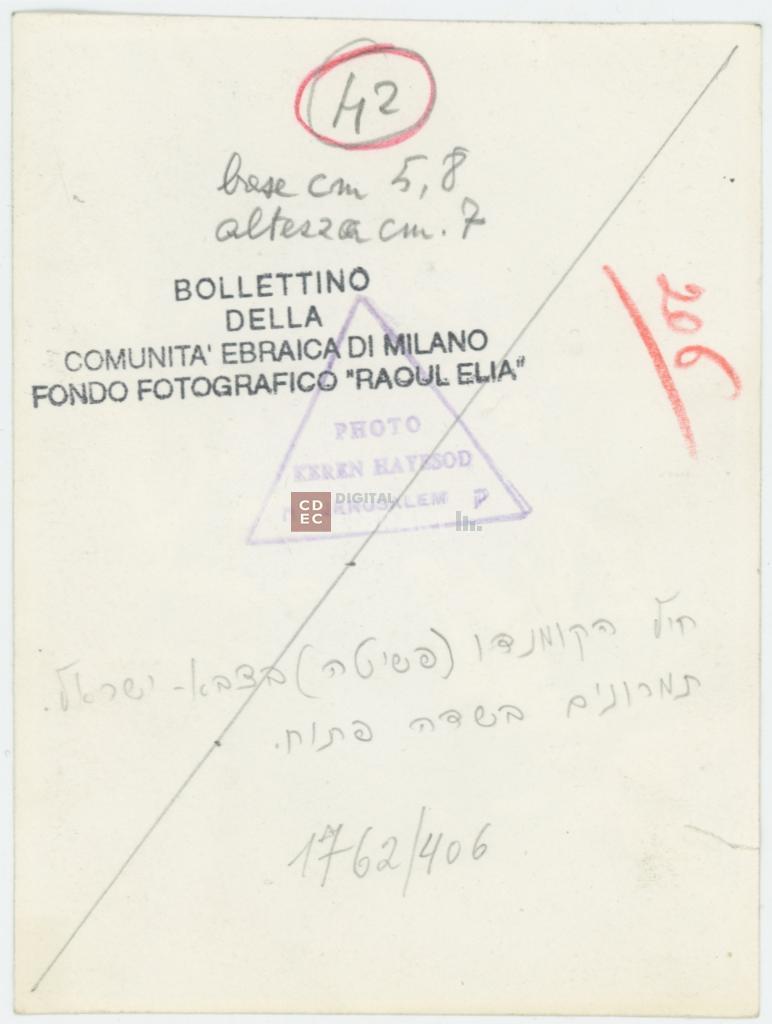 42
base cm 5,8
altezza cm. 7
BOLLETTINO
DELLA
COMUNITA' EBRAICA DI MILANO
FONDO FOTOGRAFICO "RAOUL ELIA"
206
PHOTO
KEREN HAYESOD
JERUSALEM
CDEC DIGITAL
חיל הקומנדו (פשיטה) בצבא-ישראל.
תמרונים בשדה פתוח.
1762/406